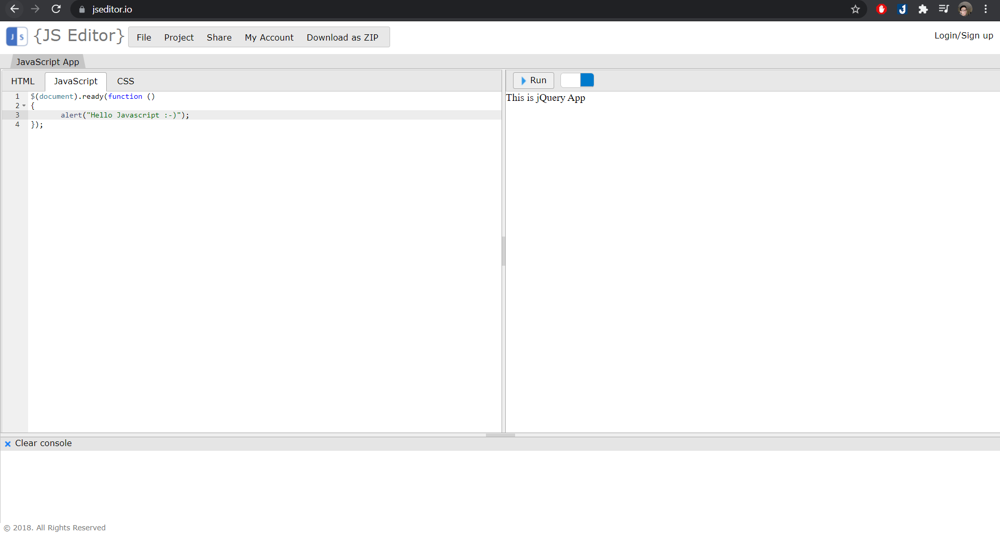 jseditor.io
J S {JS Editor} File Project Share My Account Download as ZIP Login/Sign up
JavaScript App
HTML JavaScript CSS Run
1 $(document).ready(function ()
2 {
3 alert("Hello Javascript :-)");
4 });
This is jQuery App
Clear console
© 2018. All Rights Reserved